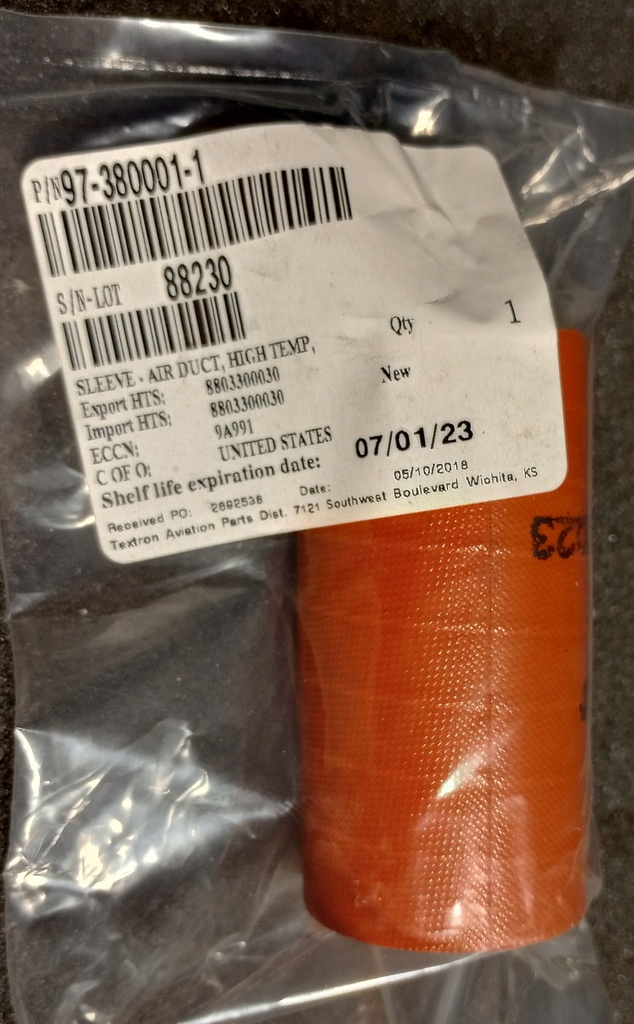 P/N 97-380001-1
S/N-LOT 88230
Qty 1
SLEEVE - AIR DUCT, HIGH TEMP,
New
Export HTS: 8803300030
Import HTS: 8803300030
ECCN: 9A991
C OF O: UNITED STATES
Shelf life expiration date: 07/01/23
Received PO: 2692538 Date: 05/10/2018
Textron Aviation Parts Dist. 7121 Southwest Boulevard Wichita, KS